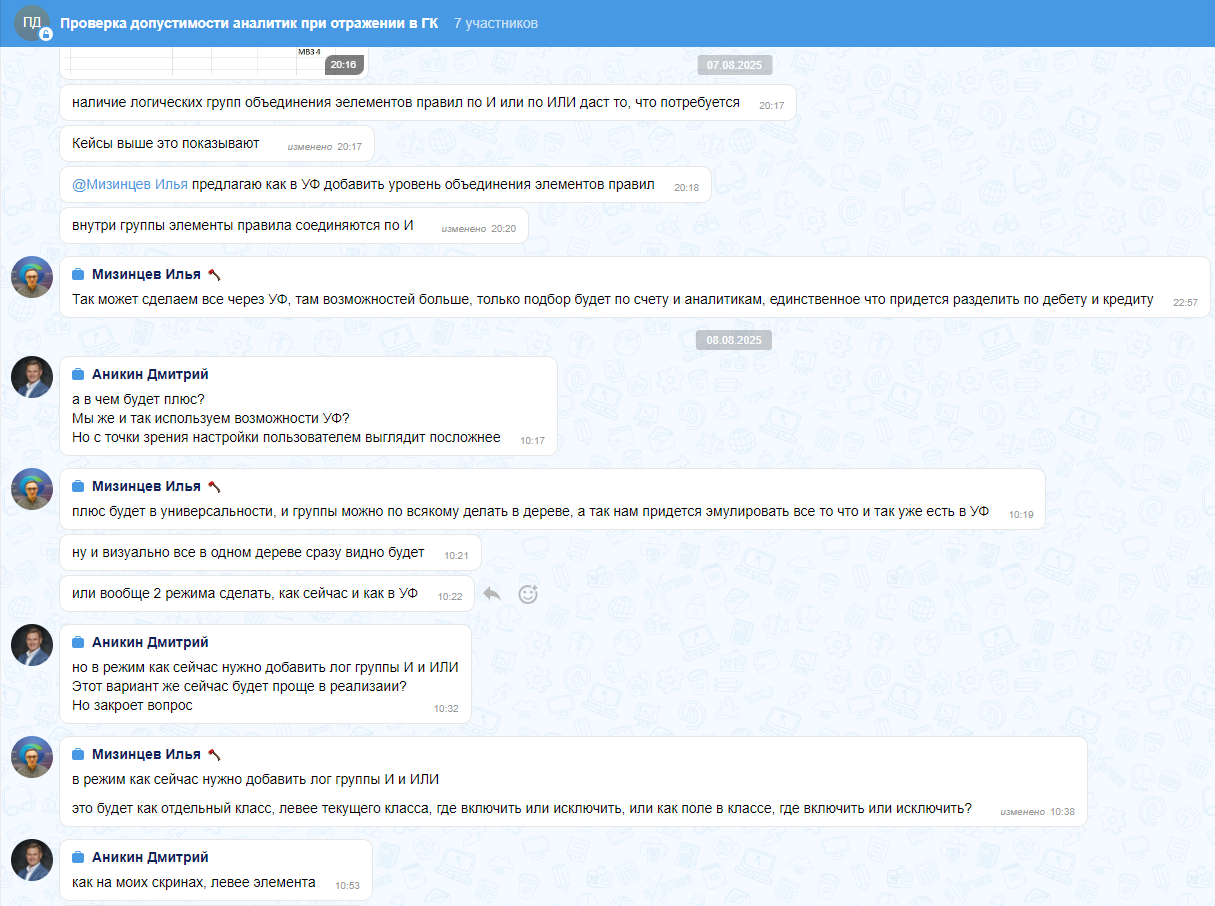 ПД
Проверка допустимости аналитик при отражении в ГК 7 участников
МВЗ 4
20:16
07.08.2025
наличие логических групп объединения эелементов правил по И или по ИЛИ даст то, что потребуется 20:17
Кейсы выше это показывают изменено 20:17
@Мизинцев Илья предлагаю как в УФ добавить уровень объединения элементов правил 20:18
внутри группы элементы правила соединяются по И изменено 20:20
Мизинцев Илья
Так может сделаем все через УФ, там возможностей больше, только подбор будет по счету и аналитикам, единственное что придется разделить по дебету и кредиту 22:57
08.08.2025
Аникин Дмитрий
а в чем будет плюс?
Мы же и так используем возможности УФ?
Но с точки зрения настройки пользователем выглядит посложнее 10:17
Мизинцев Илья
плюс будет в универсальности, и группы можно по всякому делать в дереве, а так нам придется эмулировать все то что и так уже есть в УФ 10:19
ну и визуально все в одном дереве сразу видно будет 10:21
или вообще 2 режима сделать, как сейчас и как в УФ 10:22
Аникин Дмитрий
но в режим как сейчас нужно добавить лог группы И и ИЛИ
Этот вариант же сейчас будет проще в реализаии?
Но закроет вопрос 10:32
Мизинцев Илья
в режим как сейчас нужно добавить лог группы И и ИЛИ
это будет как отдельный класс, левее текущего класса, где включить или исключить, или как поле в классе, где включить или исключить? изменено 10:38
Аникин Дмитрий
как на моих скринах, левее элемента 10:53